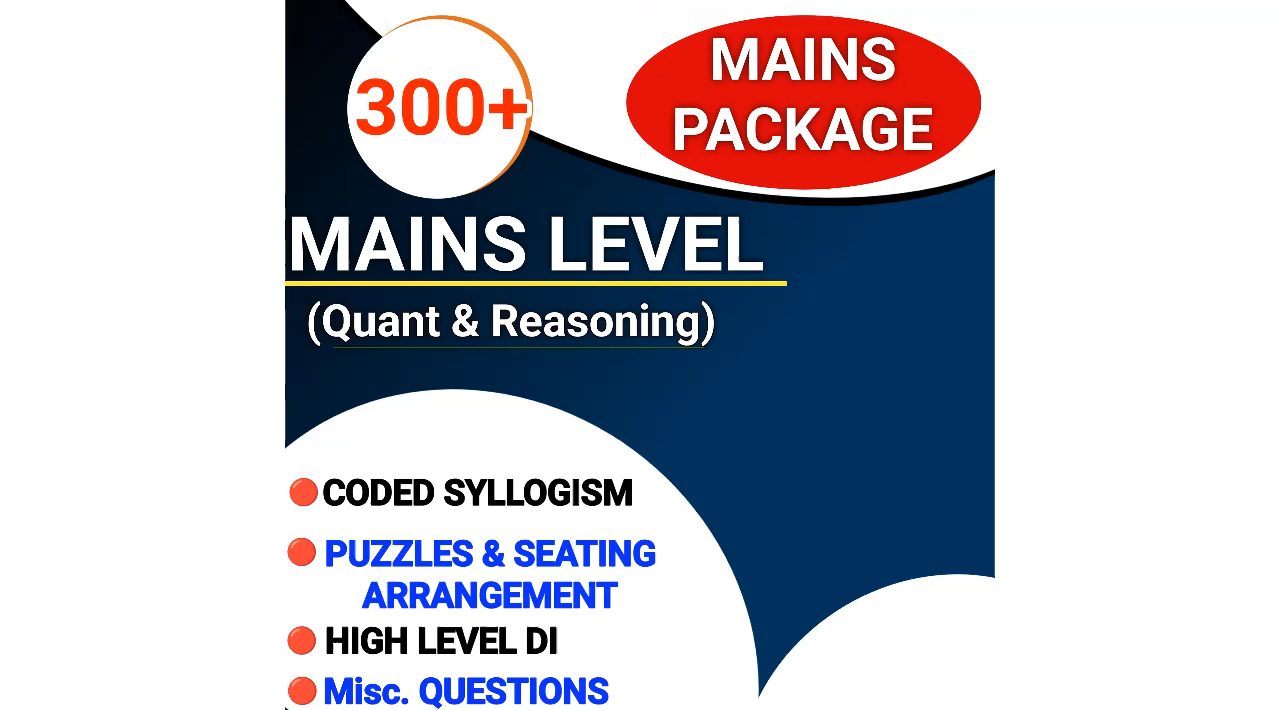 300+
MAINS
PACKAGE
MAINS LEVEL
(Quant & Reasoning)
CODED SYLLOGISM
PUZZLES & SEATING
ARRANGEMENT
HIGH LEVEL DI
Misc. QUESTIONS